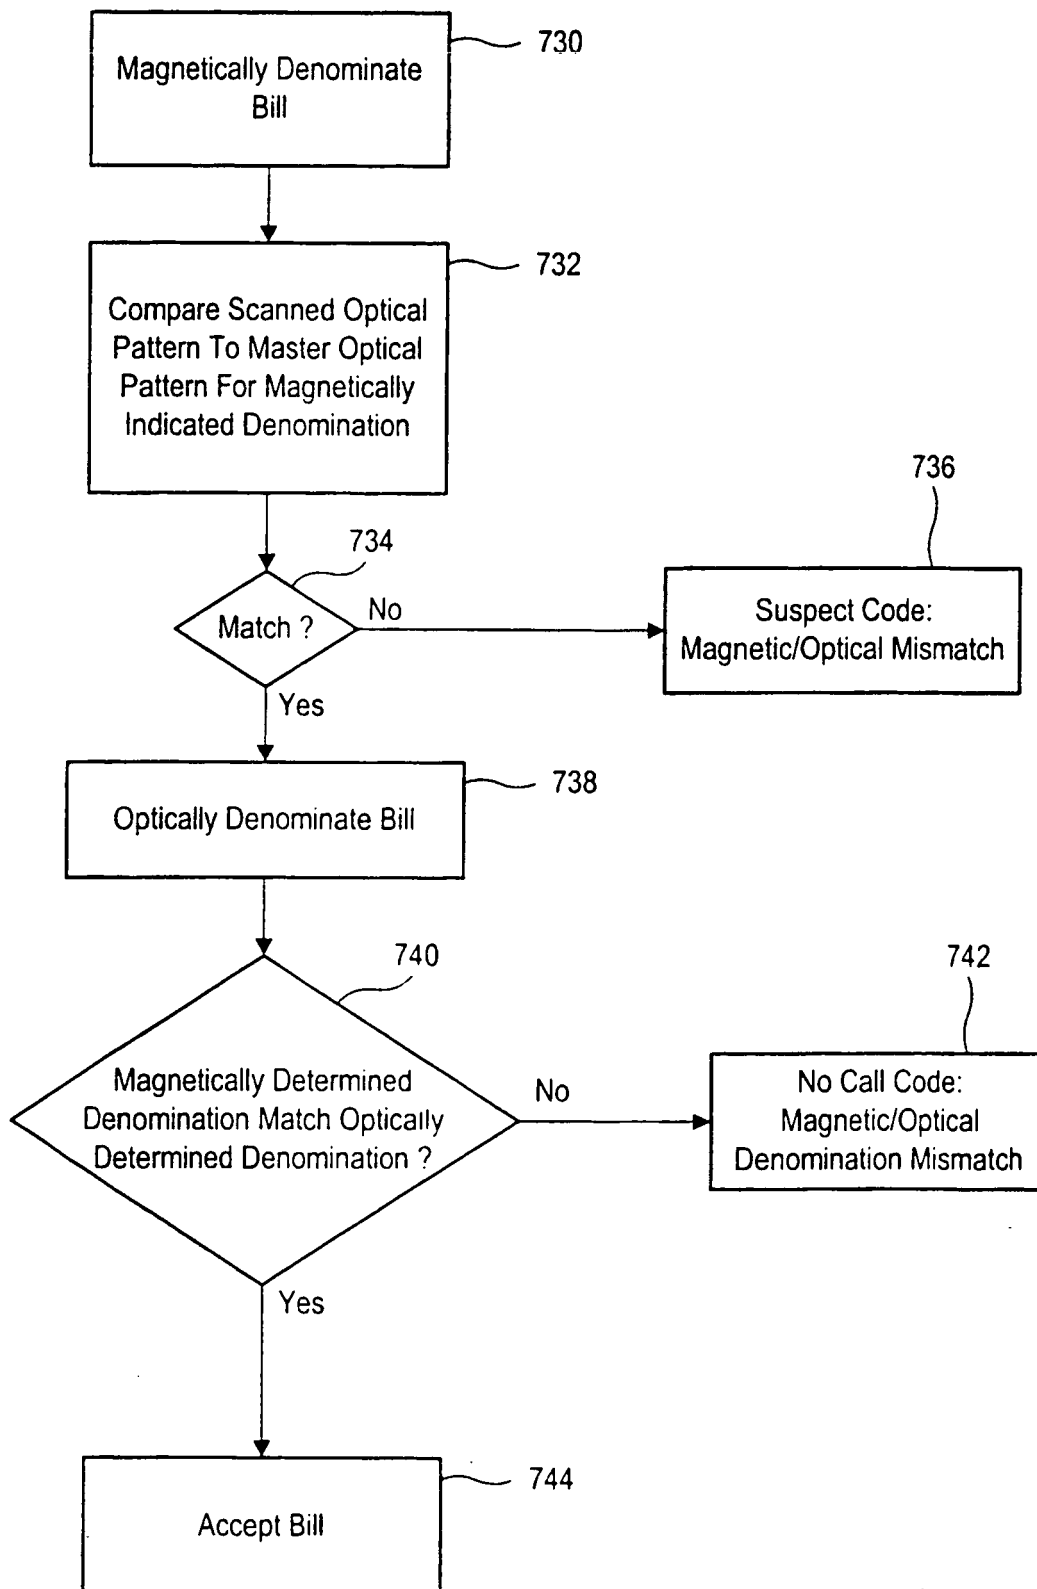 730
Magnetically Denominate
Bill
732
Compare Scanned Optical
Pattern To Master Optical
Pattern For Magnetically
Indicated Denomination
734
Match ?
No
736
Suspect Code:
Magnetic/Optical Mismatch
Yes
738
Optically Denominate Bill
740
Magnetically Determined
Denomination Match Optically
Determined Denomination ?
No
742
No Call Code:
Magnetic/Optical
Denomination Mismatch
Yes
744
Accept Bill